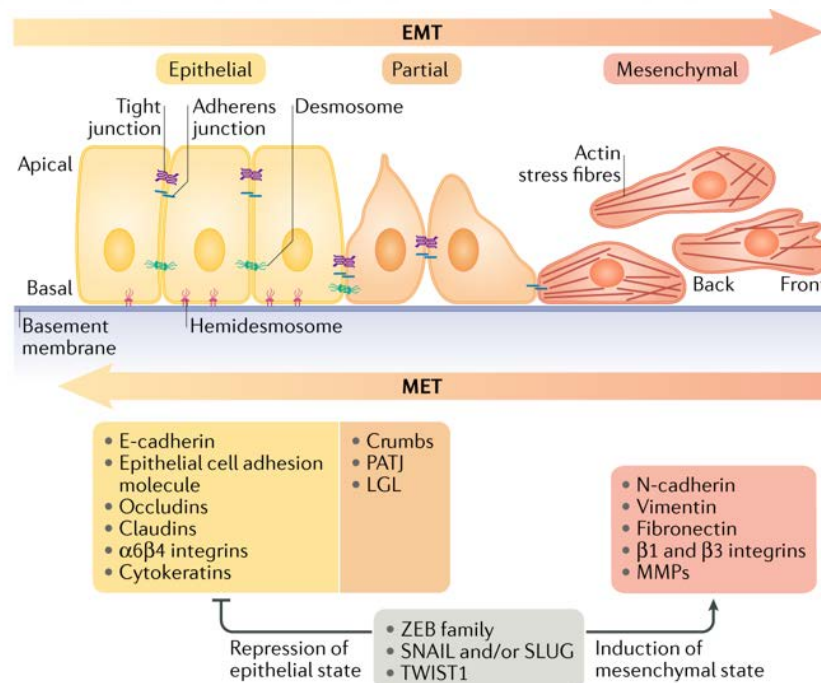 EMT
Epithelial
Partial
Mesenchymal
Tight
junction
Adherens
junction
Desmosome
Apical
Actin
stress fibres
Basal
Back
Front
Basement
membrane
Hemidesmosome
MET
• E-cadherin
• Epithelial cell adhesion
molecule
• Occludins
• Claudins
• α6β4 integrins
• Cytokeratins
• Crumbs
• PATJ
• LGL
• N-cadherin
• Vimentin
• Fibronectin
• β1 and β3 integrins
• MMPs
Repression of
epithelial state
• ZEB family
• SNAIL and/or SLUG
• TWIST1
Induction of
mesenchymal state